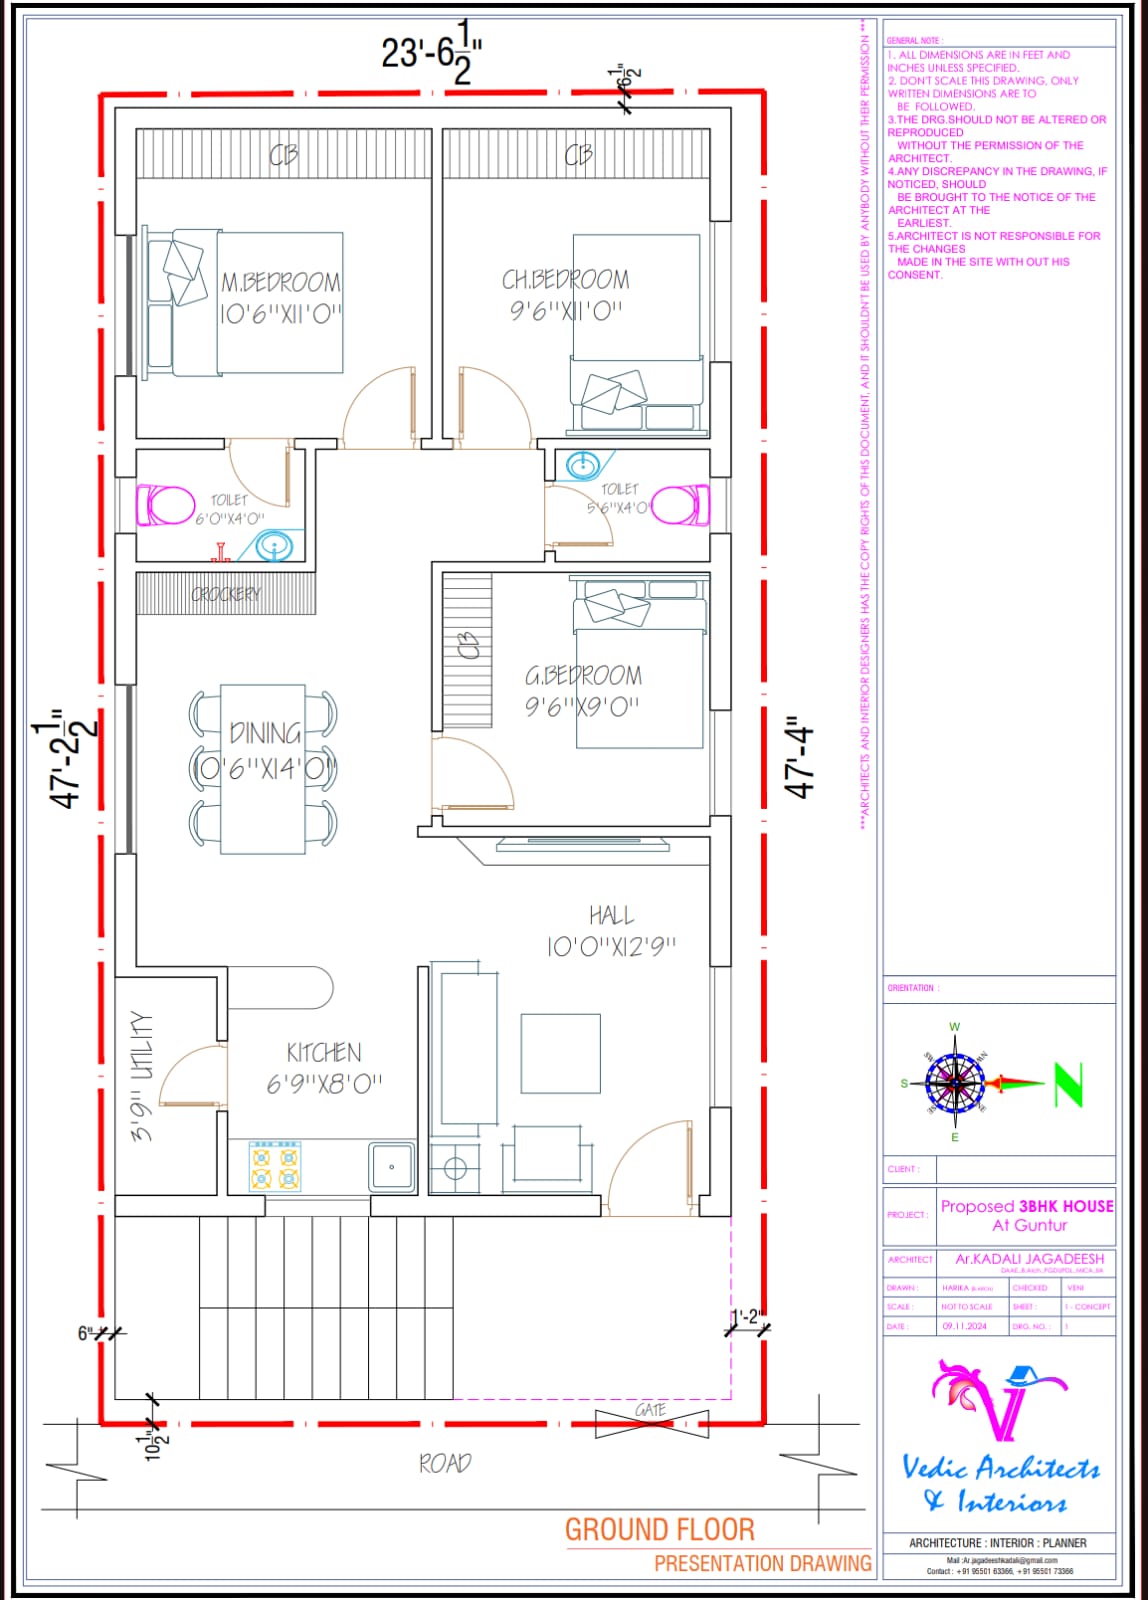 23'-6 1/2"
6 1/2"
CB
CB
M.BEDROOM
10'6"X11'0"
CH.BEDROOM
9'6"X11'0"
TOILET
6'0"X4'0"
TOILET
5'6"X4'0"
CROCKERY
CB
G.BEDROOM
9'6"X9'0"
DINING
10'6"X14'0"
47'-2 1/2"
47'-4"
HALL
10'0"X12'9"
3'9" UTILITY
KITCHEN
6'9"X8'0"
6"
1'-2"
10 1/2"
GATE
ROAD
GROUND FLOOR
PRESENTATION DRAWING
***ARCHITECTS AND INTERIOR DESIGNERS HAS THE COPY RIGHTS OF THIS DOCUMENT, AND IT SHOULDN'T BE USED BY ANYBODY WITHOUT THEIR PERMISSION ***
GENERAL NOTE :
1. ALL DIMENSIONS ARE IN FEET AND
INCHES UNLESS SPECIFIED.
2. DON'T SCALE THIS DRAWING, ONLY
WRITTEN DIMENSIONS ARE TO
BE FOLLOWED.
3.THE DRG.SHOULD NOT BE ALTERED OR
REPRODUCED
WITHOUT THE PERMISSION OF THE
ARCHITECT.
4.ANY DISCREPANCY IN THE DRAWING, IF
NOTICED, SHOULD
BE BROUGHT TO THE NOTICE OF THE
ARCHITECT AT THE
EARLIEST.
5.ARCHITECT IS NOT RESPONSIBLE FOR
THE CHANGES
MADE IN THE SITE WITH OUT HIS
CONSENT.
ORIENTATION :
W
S
N
E
CLIENT :
PROJECT :
Proposed 3BHK HOUSE
At Guntur
ARCHITECT
Ar.KADALI JAGADEESH
DRAWN : HARIKA CHECKED VENI
SCALE : NOT TO SCALE SHEET : 1 - CONCEPT
DATE : 09.11.2024 DRG. NO. : 1
Vedic Architects
& Interiors
ARCHITECTURE : INTERIOR : PLANNER
Mail :Ar.jagadeeshkadali@gmail.com
Contact : +91 95501 63366, +91 95501 73366